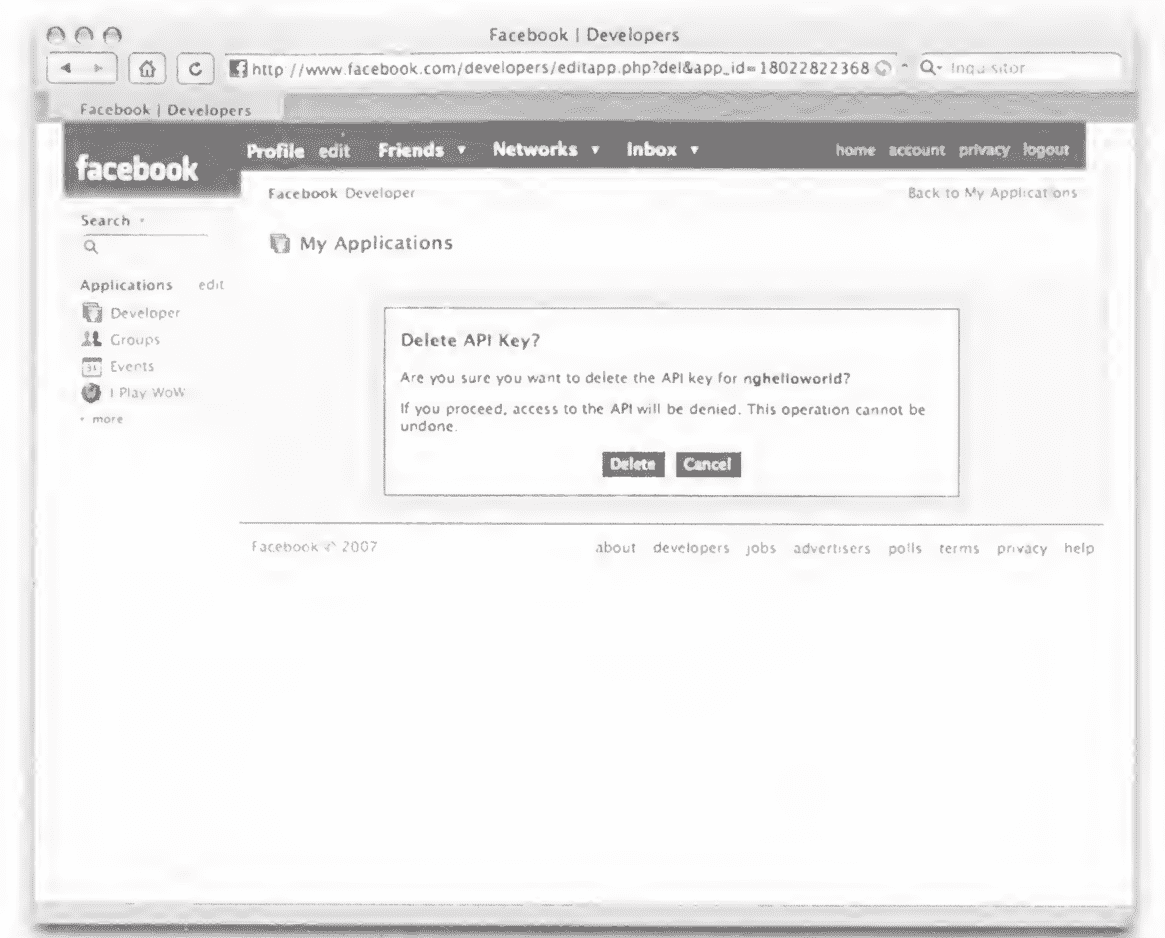 Facebook | Developers
http://www.facebook.com/developers/editapp.php?del&app_id=18022822368 Inquisitor
Facebook | Developers
facebook
Profile edit Friends Networks Inbox home account privacy logout
Facebook Developer Back to My Applications
Search
My Applications
Applications edit
Developer
Groups
31 Events
I Play WoW
more
Delete API Key?
Are you sure you want to delete the API key for nghelloworld?
If you proceed, access to the API will be denied. This operation cannot be
undone.
Delete Cancel
Facebook © 2007 about developers jobs advertisers polls terms privacy help